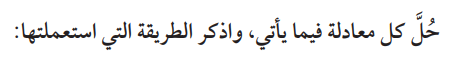 حُلَّ كل معادلة فيما يأتي، واذكر الطريقة التي استعملتها: